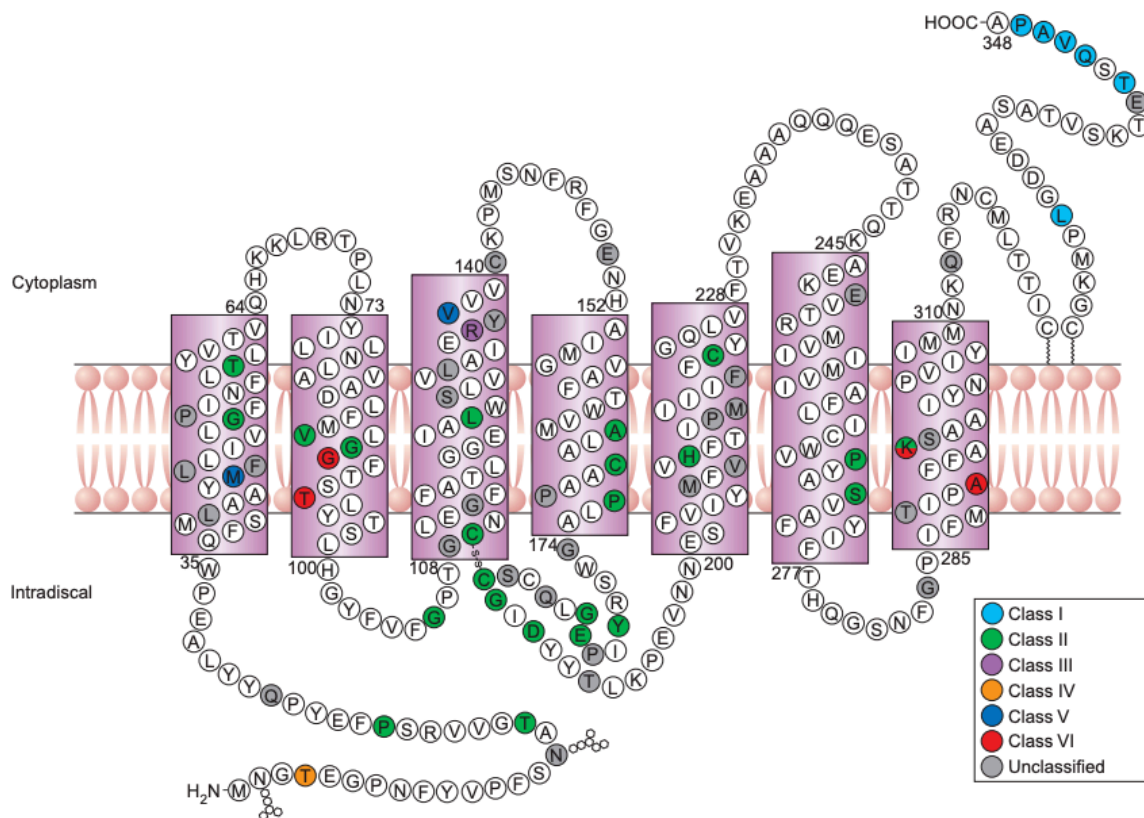 HOOC-A P A V Q S T E T K S V T A S A E D D G L P M K G C
348
Cytoplasm
Intradiscal
Q H K K L R T P L N
C K P M S N F R F G E N H
F T V K E A A A Q Q Q E S A T T Q K
N K Q F R N C M L T T I C
64
73
140
152
228
245
310
Y V T V
L T L
L N F
P I G F
L I V
L L M F
Y A A
M L F S
Q
L I Y
A N L
D A V
V M F L
G G L
S T F
T Y S T
L
V V V
E R Y
L A I
V S L V
I G L W
G E
A T L
F A G F
L E C N
G
I A
G M V
F A T
M V W
A L A
A A C
P A L P
A
G Q L V
F C Y
I I F
I P M
I F T
V H V
M F Y
F V I S
E
K E A
R T V E
I M I
I V M A
L F
W C I
V A Y P
A V S
F A Y
F I
I M M
P V I Y
I Y N
K S A
F A
F A A
T I P
I F M
35
100
108
174
200
277
285
W P E A L Y Y Q P Y E F P S R V V G T A N S F P V Y F N P G E T G N M
H G Y F V F G P T
S-S
C G I D Y Y T L K P E V N N
C S C Q L G E P I Y R S W G
T H Q G S N F G P
H2N-
Class I
Class II
Class III
Class IV
Class V
Class VI
Unclassified